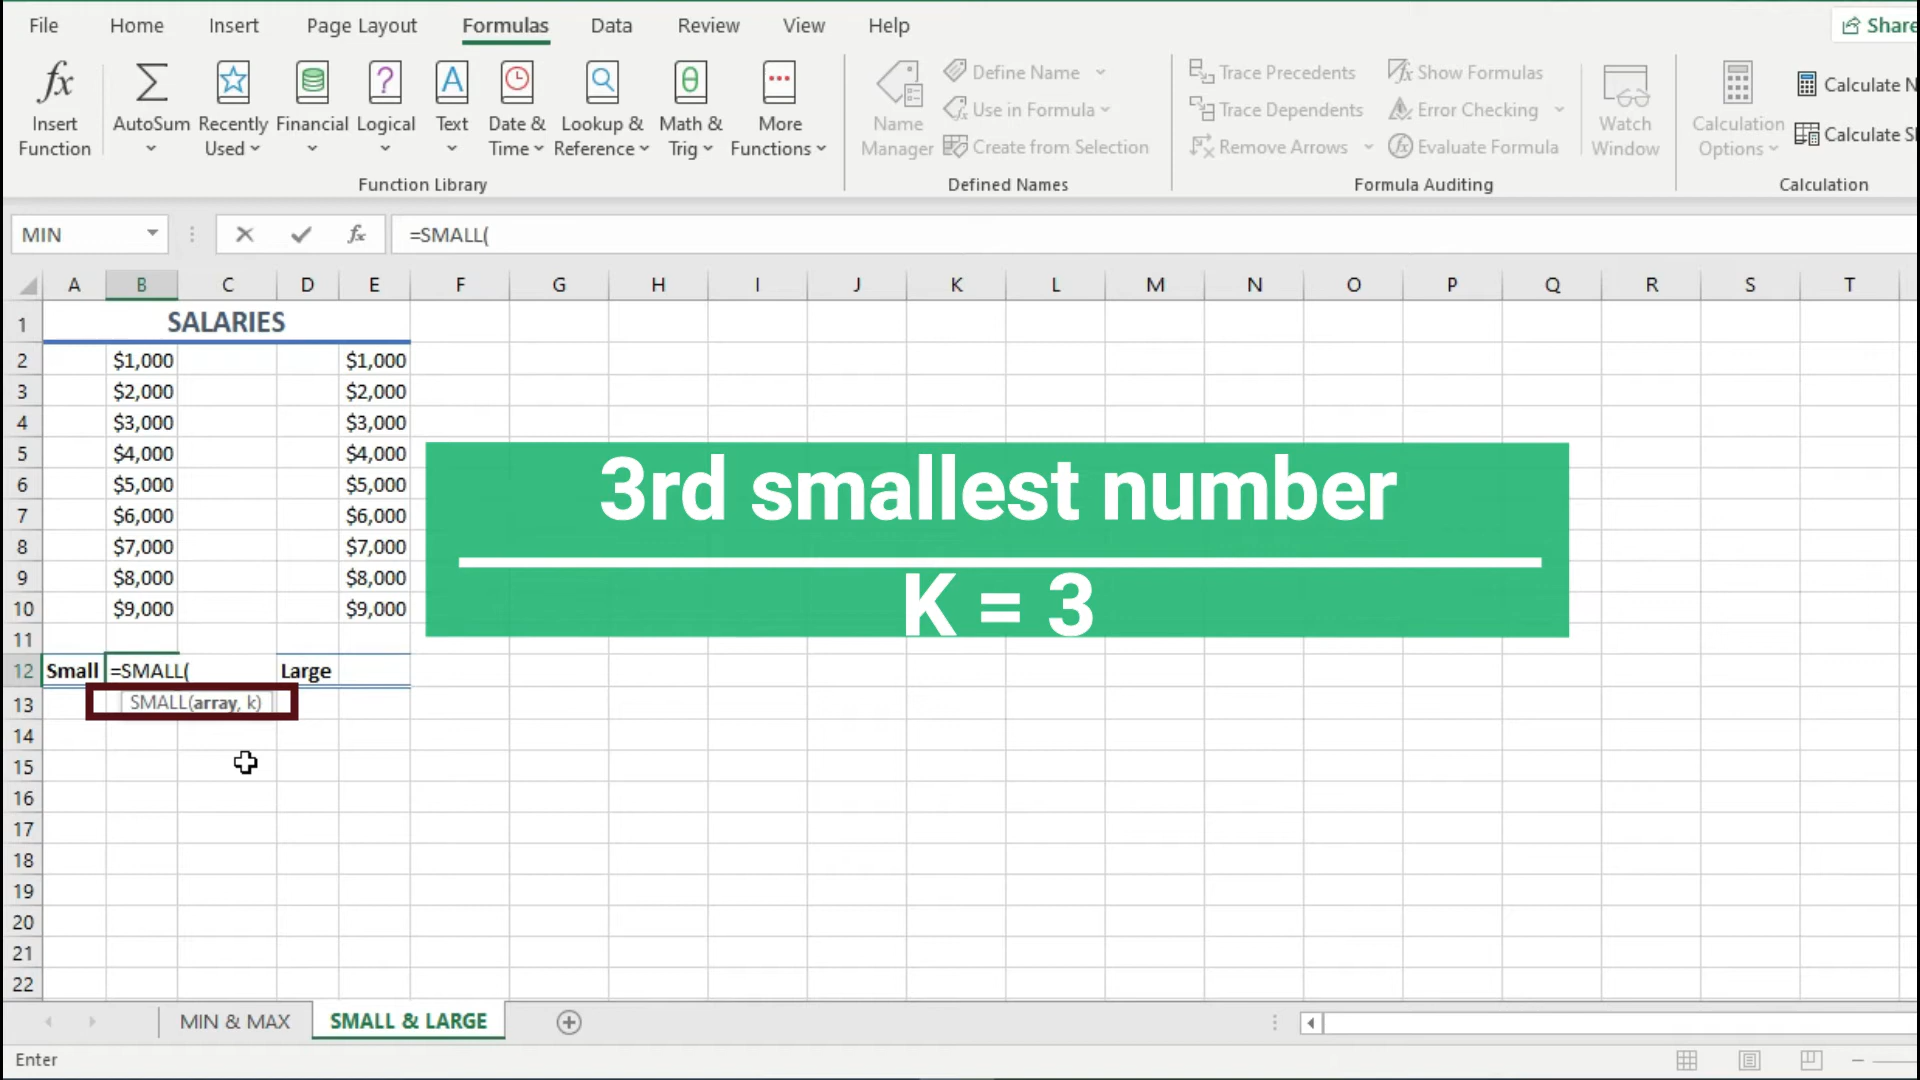 File Home Insert Page Layout Formulas Data Review View Help Share
Insert Function
AutoSum
Recently Used
Financial
Logical
Text
Date & Time
Lookup & Reference
Math & Trig
More Functions
Function Library
Name Manager
Define Name
Use in Formula
Create from Selection
Defined Names
Trace Precedents
Trace Dependents
Remove Arrows
Show Formulas
Error Checking
Evaluate Formula
Formula Auditing
Watch Window
Calculation Options
Calculate N
Calculate S
Calculation
MIN fx =SMALL(
A B C D E F G H I J K L M N O P Q R S T
1 SALARIES
2 $1,000 $1,000
3 $2,000 $2,000
4 $3,000 $3,000
5 $4,000 $4,000
6 $5,000 $5,000
7 $6,000 $6,000
8 $7,000 $7,000
9 $8,000 $8,000
10 $9,000 $9,000
11
12 Small =SMALL( Large
13 SMALL(array, k)
14
15
16
17
18
19
20
21
22
3rd smallest number
K = 3
MIN & MAX SMALL & LARGE
Enter